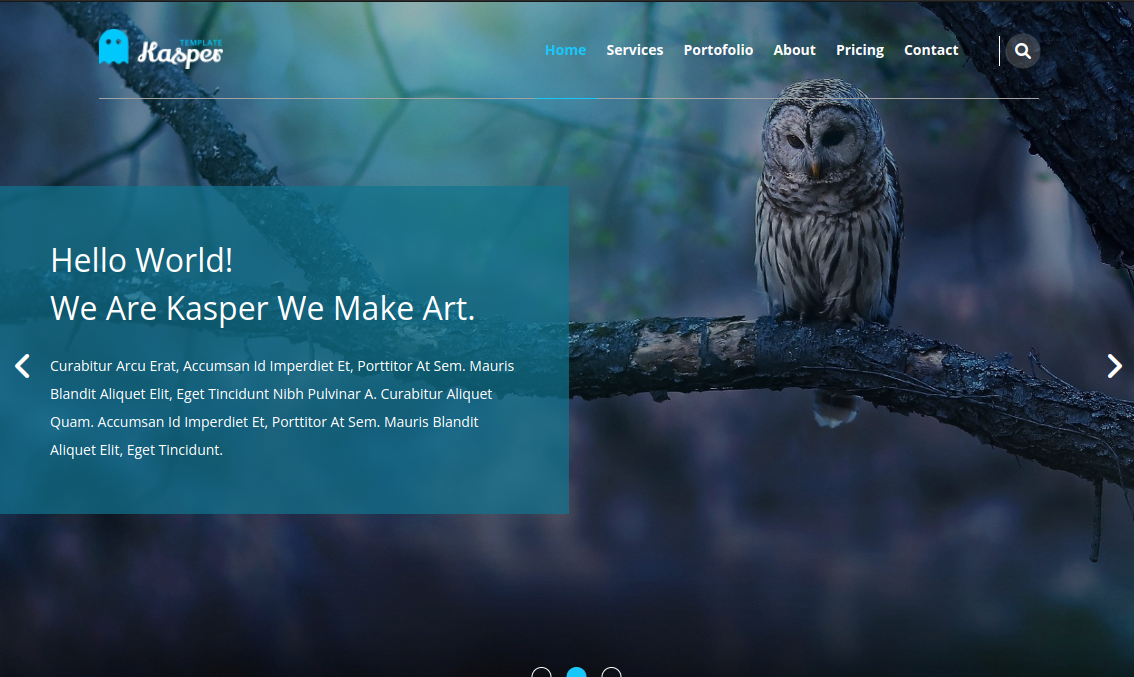 TEMPLATE
Kasper
Home Services Portofolio About Pricing Contact
Hello World!
We Are Kasper We Make Art.
Curabitur Arcu Erat, Accumsan Id Imperdiet Et, Porttitor At Sem. Mauris
Blandit Aliquet Elit, Eget Tincidunt Nibh Pulvinar A. Curabitur Aliquet
Quam. Accumsan Id Imperdiet Et, Porttitor At Sem. Mauris Blandit
Aliquet Elit, Eget Tincidunt.